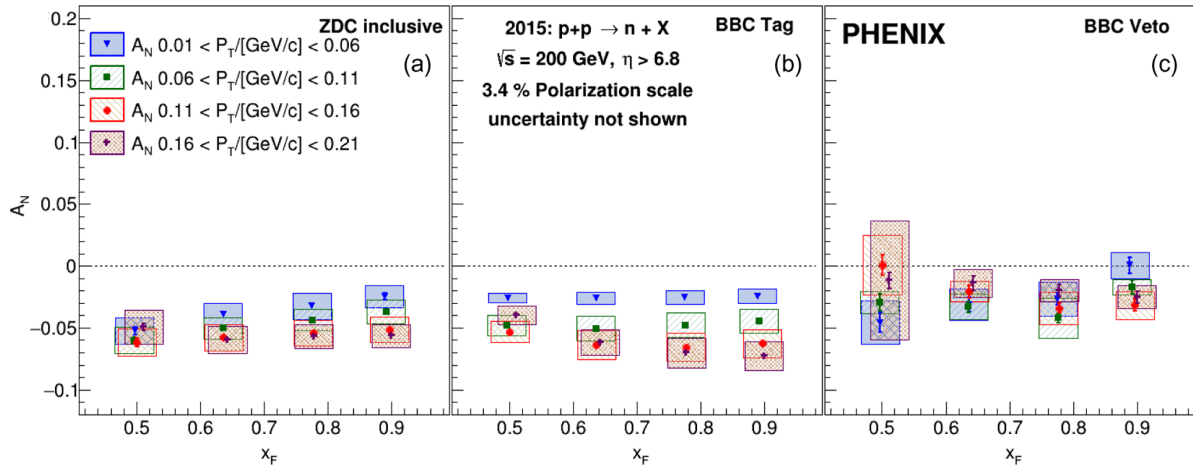 ZDC inclusive
A_N 0.01 < P_T/[GeV/c] < 0.06
(a)
A_N 0.06 < P_T/[GeV/c] < 0.11
A_N 0.11 < P_T/[GeV/c] < 0.16
A_N 0.16 < P_T/[GeV/c] < 0.21
2015: p+p → n + X
BBC Tag
√s = 200 GeV, η > 6.8
(b)
3.4 % Polarization scale
uncertainty not shown
PHENIX
BBC Veto
(c)
A_N
0.2
0.15
0.1
0.05
0
−0.05
−0.1
0.5 0.6 0.7 0.8 0.9
x_F
0.5 0.6 0.7 0.8 0.9
x_F
0.5 0.6 0.7 0.8 0.9
x_F